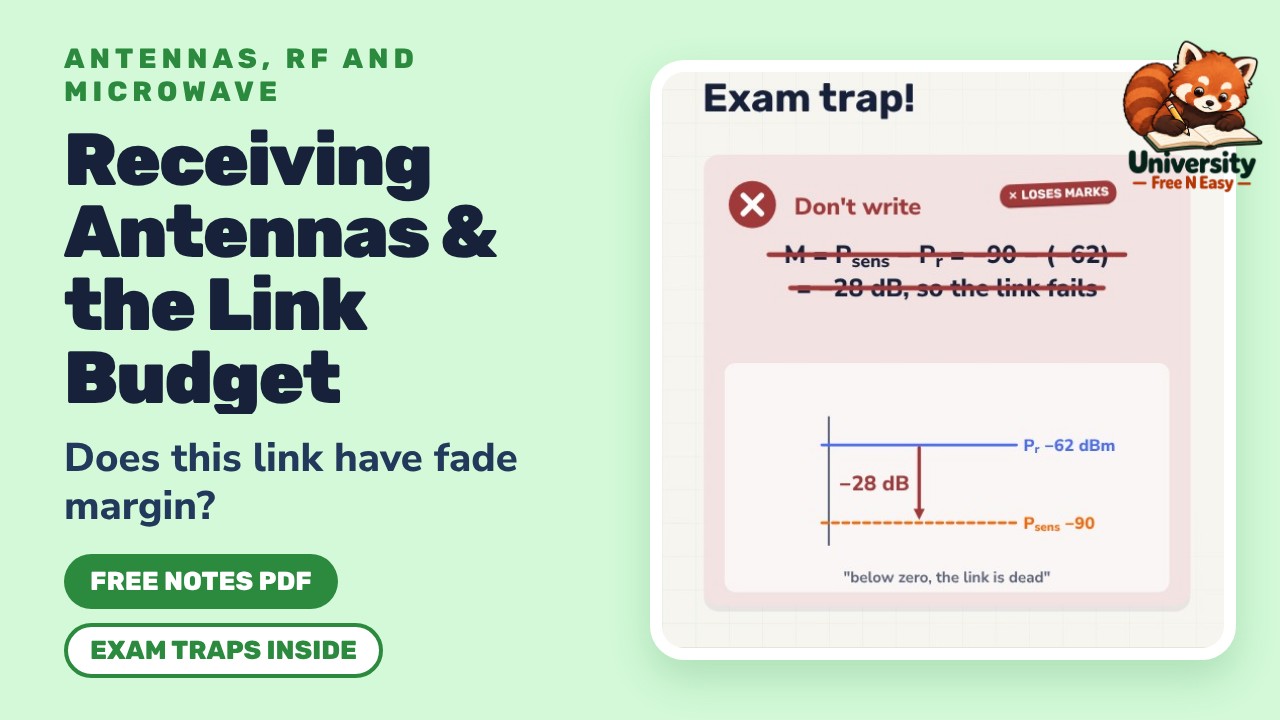 ANTENNAS, RF AND
MICROWAVE
Receiving
Antennas &
the Link
Budget
Does this link have fade
margin?
FREE NOTES PDF
EXAM TRAPS INSIDE
Exam trap!
Don't write
× LOSES MARKS
M = Psens − Pr = −90 − (−62)
= −28 dB, so the link fails
Pr −62 dBm
−28 dB
Psens −90
"below zero, the link is dead"
University
Free N Easy